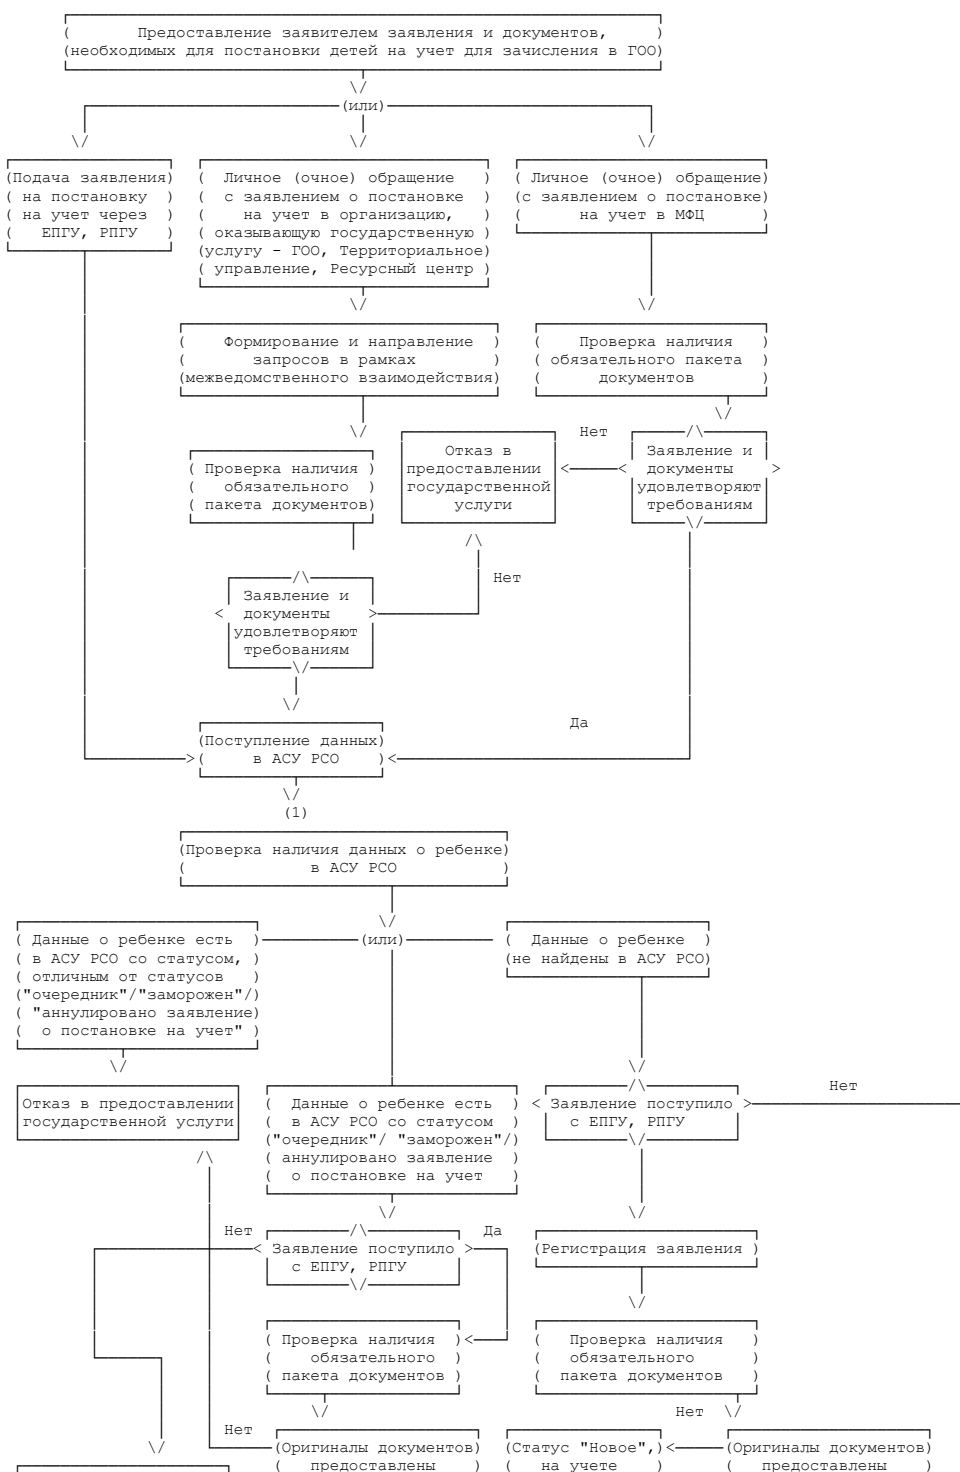 Предоставление заявителем заявления и документов,
(необходимых для постановки детей на учет для зачисления в ГОО)
(или)
(Подача заявления)
( на постановку )
( на учет через )
( ЕПГУ, РПГУ )
( Личное (очное) обращение )
( с заявлением о постановке )
( на учет в организацию, )
( оказывающую государственную )
(услугу - ГОО, Территориальное)
( управление, Ресурсный центр )
( Личное (очное) обращение)
(с заявлением о постановке)
( на учет в МФЦ )
( Формирование и направление )
( запросов в рамках )
(межведомственного взаимодействия)
( Проверка наличия )
( обязательного пакета )
( документов )
( Проверка наличия )
( обязательного )
( пакета документов)
Отказ в
предоставлении
государственной
услуги
Нет
Заявление и
документы
удовлетворяют
требованиям
Нет
Заявление и
документы
удовлетворяют
требованиям
Да
(Поступление данных)
( в АСУ РСО )
(1)
(Проверка наличия данных о ребенке)
( в АСУ РСО )
(или)
( Данные о ребенке есть )
( в АСУ РСО со статусом, )
( отличным от статусов )
("очередник"/"заморожен"/)
( "аннулировано заявление)
( о постановке на учет" )
( Данные о ребенке )
(не найдены в АСУ РСО)
Отказ в предоставлении
государственной услуги
( Данные о ребенке есть )
( в АСУ РСО со статусом )
("очередник"/ "заморожен"/)
( аннулировано заявление )
( о постановке на учет )
< Заявление поступило >
с ЕПГУ, РПГУ
Нет
Нет
< Заявление поступило >
с ЕПГУ, РПГУ
Да
(Регистрация заявления )
( Проверка наличия )
( обязательного )
( пакета документов )
( Проверка наличия )
( обязательного )
( пакета документов )
Нет
Нет
(Оригиналы документов)
( предоставлены )
(Статус "Новое",)
( на учете )
(Оригиналы документов)
( предоставлены )